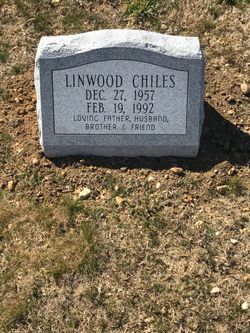 LINWOOD CHILES
DEC. 27, 1957
FEB. 19, 1992
LOVING FATHER, HUSBAND,
BROTHER & FRIEND